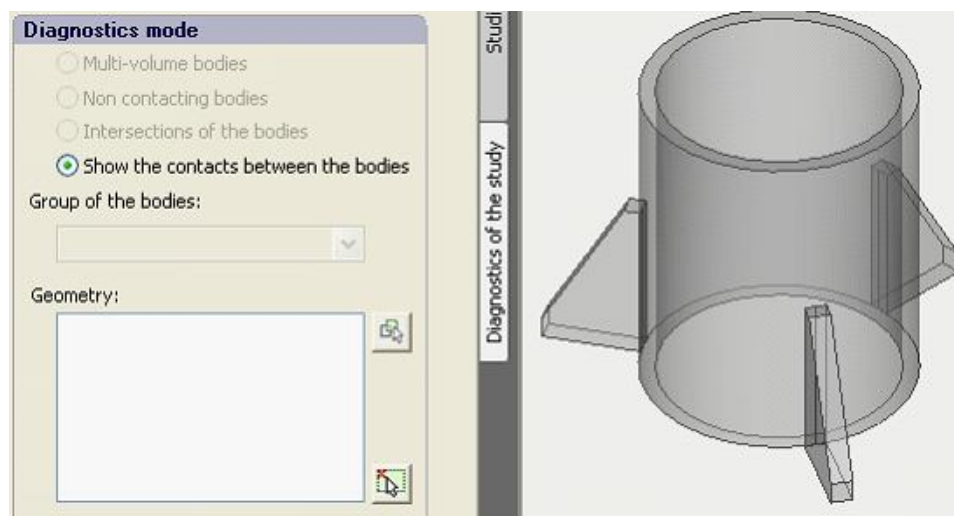 Diagnostics mode
Multi-volume bodies
Non contacting bodies
Intersections of the bodies
Show the contacts between the bodies
Group of the bodies:
Geometry:
Studi
Diagnostics of the study